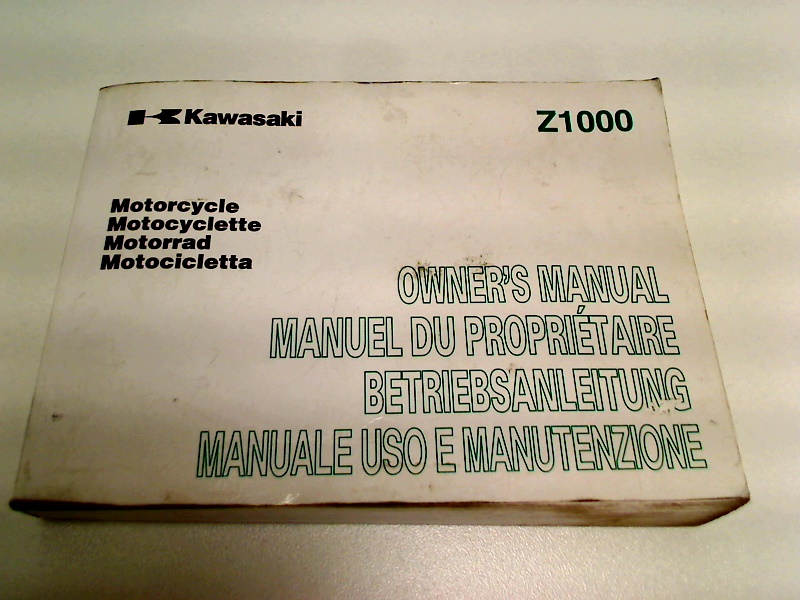 Kawasaki
Z1000
Motorcycle
Motocyclette
Motorrad
Motocicletta
OWNER'S MANUAL
MANUEL DU PROPRIÉTAIRE
BETRIEBSANLEITUNG
MANUALE USO E MANUTENZIONE